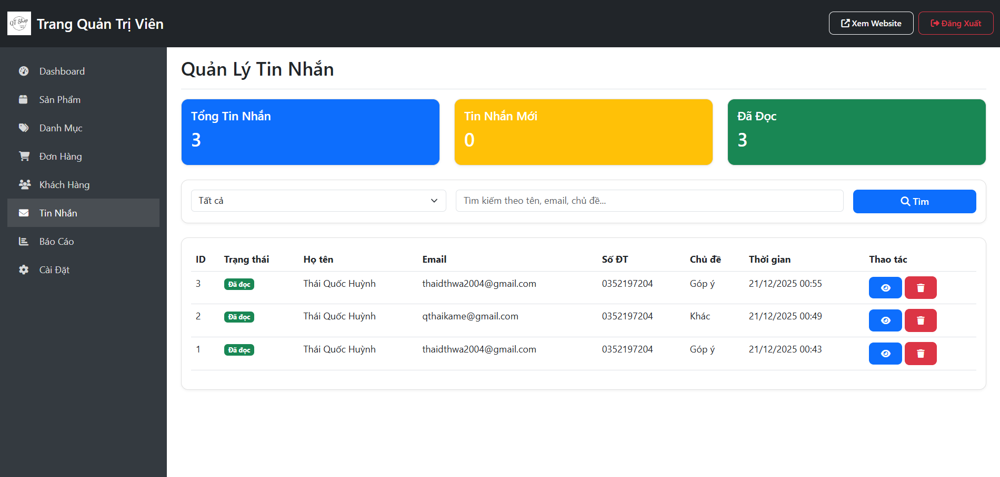 QT Shop
Trang Quản Trị Viên
Xem Website
Đăng Xuất
Dashboard
Sản Phẩm
Danh Mục
Đơn Hàng
Khách Hàng
Tin Nhắn
Báo Cáo
Cài Đặt
Quản Lý Tin Nhắn
Tổng Tin Nhắn
3
Tin Nhắn Mới
0
Đã Đọc
3
Tất cả
Tìm kiếm theo tên, email, chủ đề...
Tìm
ID Trạng thái Họ tên Email Số ĐT Chủ đề Thời gian Thao tác
3 Đã đọc Thái Quốc Huỳnh thaidthwa2004@gmail.com 0352197204 Góp ý 21/12/2025 00:55
2 Đã đọc Thái Quốc Huỳnh qthaikame@gmail.com 0352197204 Khác 21/12/2025 00:49
1 Đã đọc Thái Quốc Huỳnh thaidthwa2004@gmail.com 0352197204 Góp ý 21/12/2025 00:43